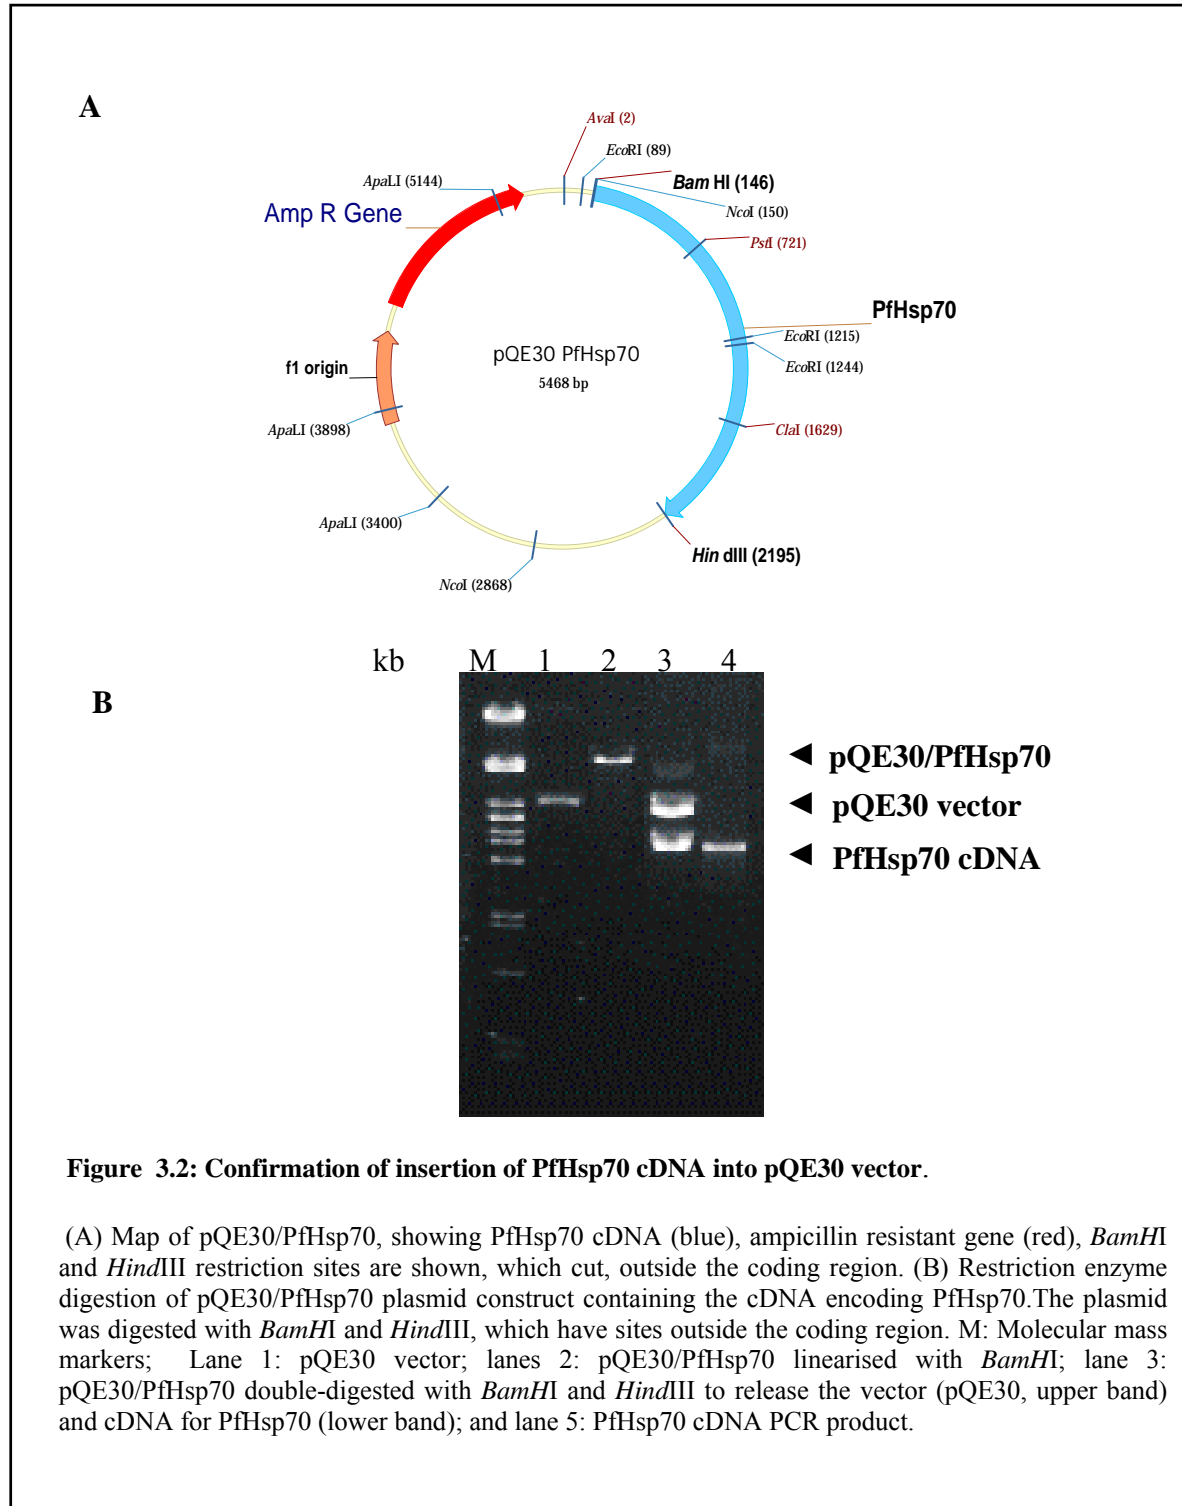 A
AvaI (2)
EcoRI (89)
ApaLI (5144)
Bam HI (146)
NcoI (150)
Amp R Gene
PstI (721)
PfHsp70
EcoRI (1215)
pQE30 PfHsp70
EcoRI (1244)
5468 bp
f1 origin
ApaLI (3898)
ClaI (1629)
ApaLI (3400)
Hin dIII (2195)
NcoI (2868)
kb M 1 2 3 4
B
◄ pQE30/PfHsp70
◄ pQE30 vector
◄ PfHsp70 cDNA
Figure 3.2: Confirmation of insertion of PfHsp70 cDNA into pQE30 vector.
(A) Map of pQE30/PfHsp70, showing PfHsp70 cDNA (blue), ampicillin resistant gene (red), BamHI
and HindIII restriction sites are shown, which cut, outside the coding region. (B) Restriction enzyme
digestion of pQE30/PfHsp70 plasmid construct containing the cDNA encoding PfHsp70.The plasmid
was digested with BamHI and HindIII, which have sites outside the coding region. M: Molecular mass
markers; Lane 1: pQE30 vector; lanes 2: pQE30/PfHsp70 linearised with BamHI; lane 3:
pQE30/PfHsp70 double-digested with BamHI and HindIII to release the vector (pQE30, upper band)
and cDNA for PfHsp70 (lower band); and lane 5: PfHsp70 cDNA PCR product.